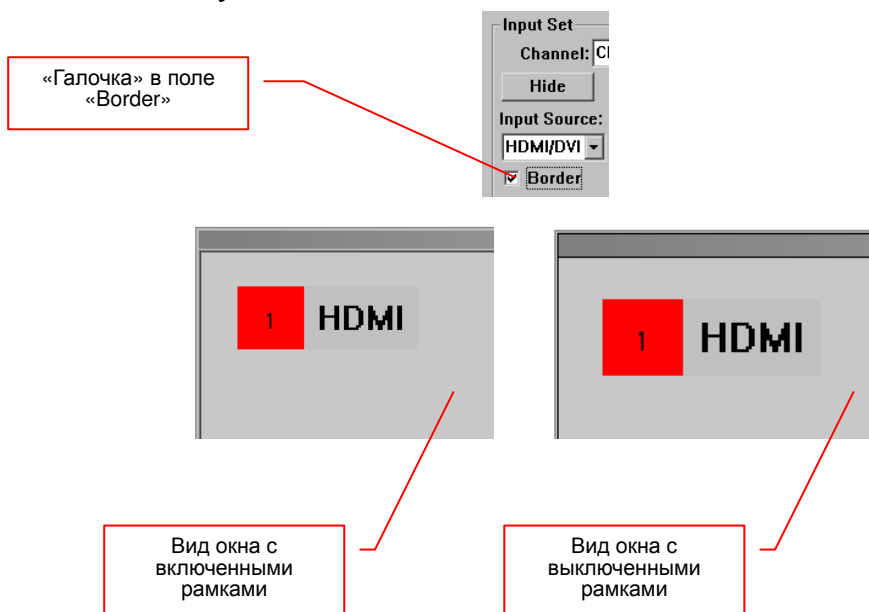 Input Set
Channel:
Hide
Input Source:
HDMI/DVI
Border
«Галочка» в поле
«Border»
1 HDMI
1 HDMI
Вид окна с
включенными
рамками
Вид окна с
выключенными
рамками